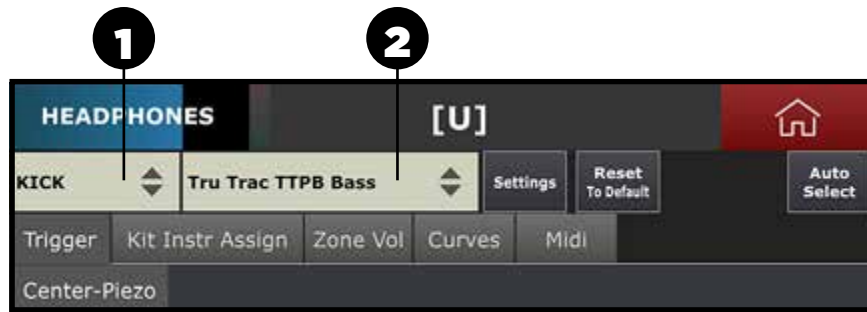 1 2
HEADPHONES [U]
KICK Tru Trac TTPB Bass Settings Reset To Default Auto Select
Trigger Kit Instr Assign Zone Vol Curves Midi
Center-Piezo